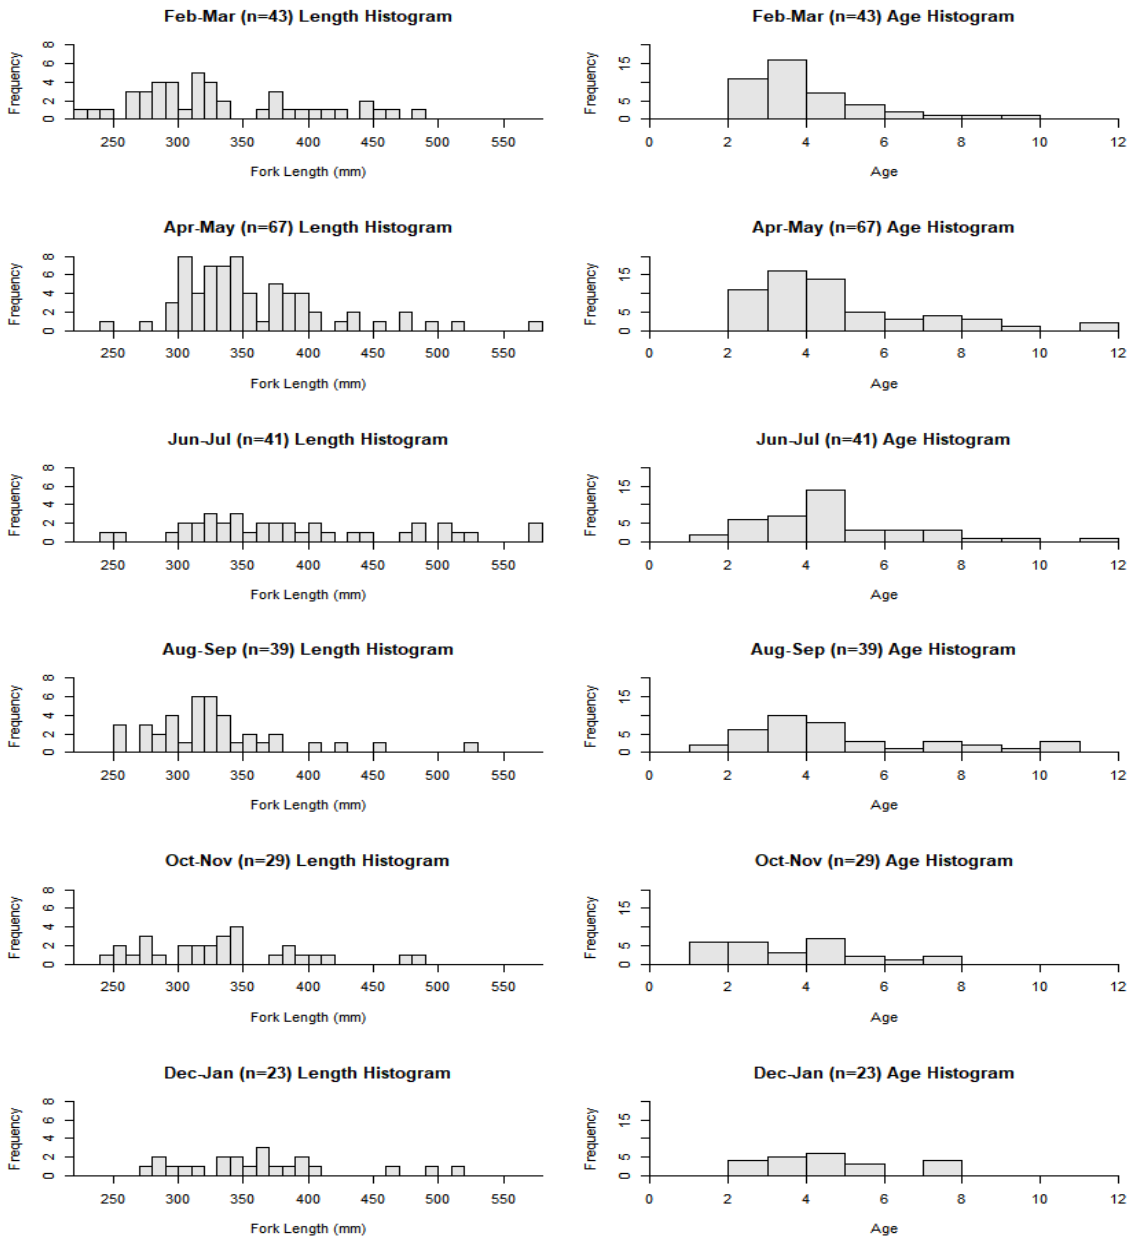 Feb-Mar (n=43) Length Histogram
Frequency
0 2 4 6 8
250 300 350 400 450 500 550
Fork Length (mm)
Feb-Mar (n=43) Age Histogram
Frequency
0 5 15
0 2 4 6 8 10 12
Age
Apr-May (n=67) Length Histogram
Frequency
0 2 4 6 8
250 300 350 400 450 500 550
Fork Length (mm)
Apr-May (n=67) Age Histogram
Frequency
0 5 15
0 2 4 6 8 10 12
Age
Jun-Jul (n=41) Length Histogram
Frequency
0 2 4 6 8
250 300 350 400 450 500 550
Fork Length (mm)
Jun-Jul (n=41) Age Histogram
Frequency
0 5 15
0 2 4 6 8 10 12
Age
Aug-Sep (n=39) Length Histogram
Frequency
0 2 4 6 8
250 300 350 400 450 500 550
Fork Length (mm)
Aug-Sep (n=39) Age Histogram
Frequency
0 5 15
0 2 4 6 8 10 12
Age
Oct-Nov (n=29) Length Histogram
Frequency
0 2 4 6 8
250 300 350 400 450 500 550
Fork Length (mm)
Oct-Nov (n=29) Age Histogram
Frequency
0 5 15
0 2 4 6 8 10 12
Age
Dec-Jan (n=23) Length Histogram
Frequency
0 2 4 6 8
250 300 350 400 450 500 550
Fork Length (mm)
Dec-Jan (n=23) Age Histogram
Frequency
0 5 15
0 2 4 6 8 10 12
Age